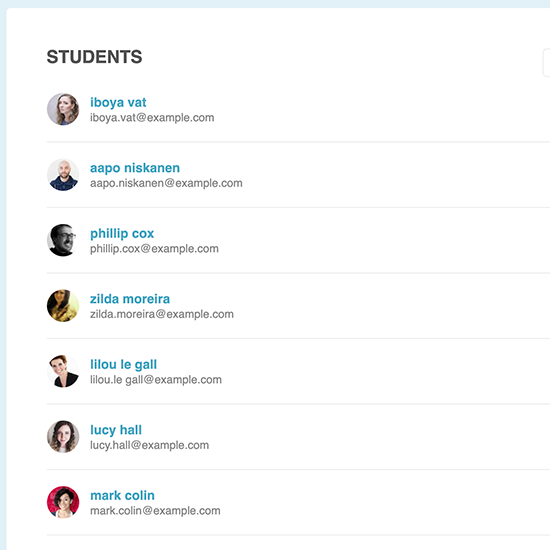 STUDENTS
iboya vat
iboya.vat@example.com
aapo niskanen
aapo.niskanen@example.com
phillip cox
phillip.cox@example.com
zilda moreira
zilda.moreira@example.com
lilou le gall
lilou.le gall@example.com
lucy hall
lucy.hall@example.com
mark colin
mark.colin@example.com